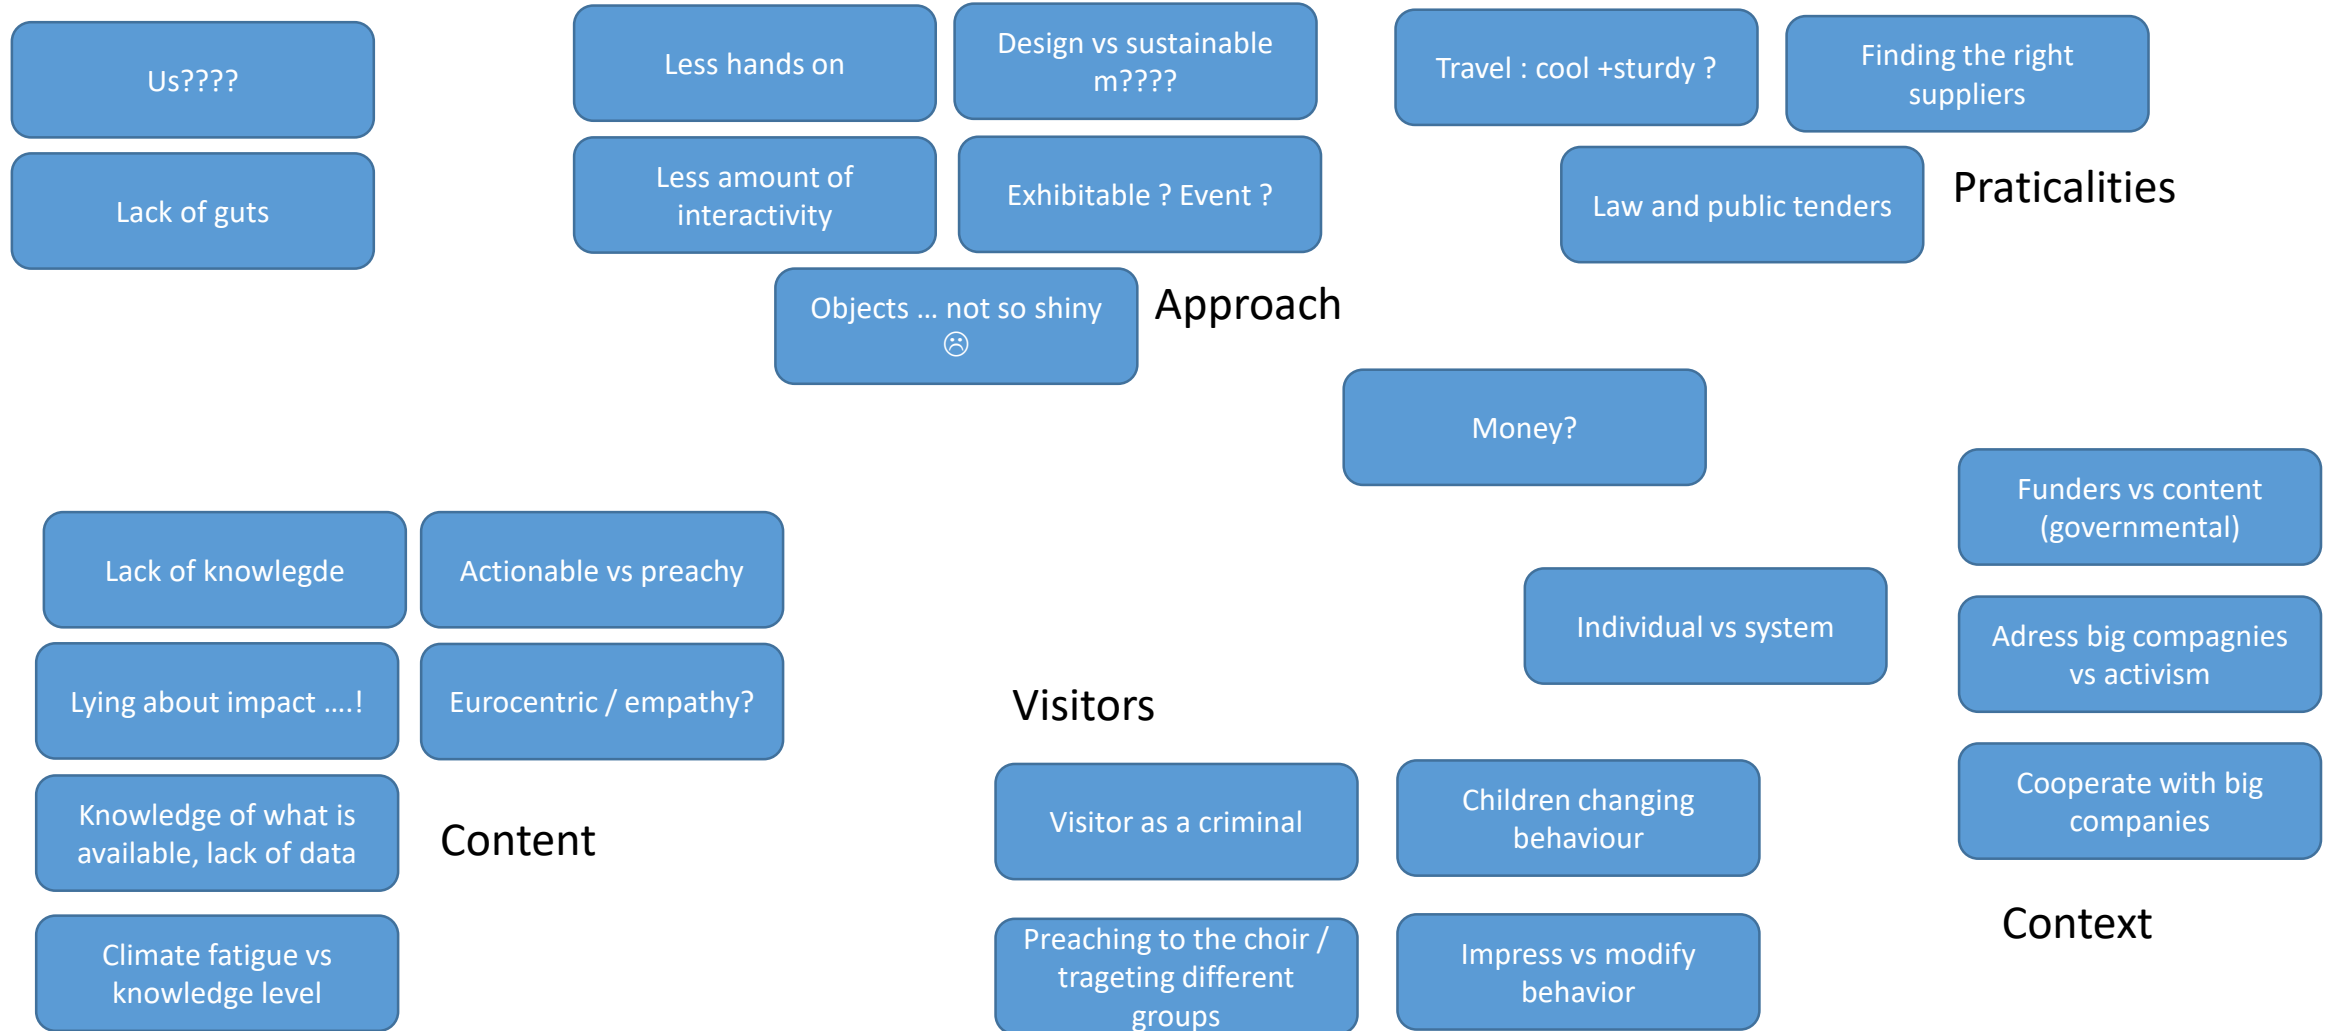 Us????
Lack of guts
Less hands on
Design vs sustainable
m????
Less amount of
interactivity
Exhibitable ? Event ?
Objects ... not so shiny
☹
Approach
Travel : cool +sturdy ?
Finding the right
suppliers
Law and public tenders
Praticalities
Money?
Lack of knowlegde
Actionable vs preachy
Lying about impact ....!
Eurocentric / empathy?
Knowledge of what is
available, lack of data
Content
Climate fatigue vs
knowledge level
Visitors
Visitor as a criminal
Children changing
behaviour
Preaching to the choir /
trageting different
groups
Impress vs modify
behavior
Individual vs system
Funders vs content
(governmental)
Adress big compagnies
vs activism
Cooperate with big
companies
Context